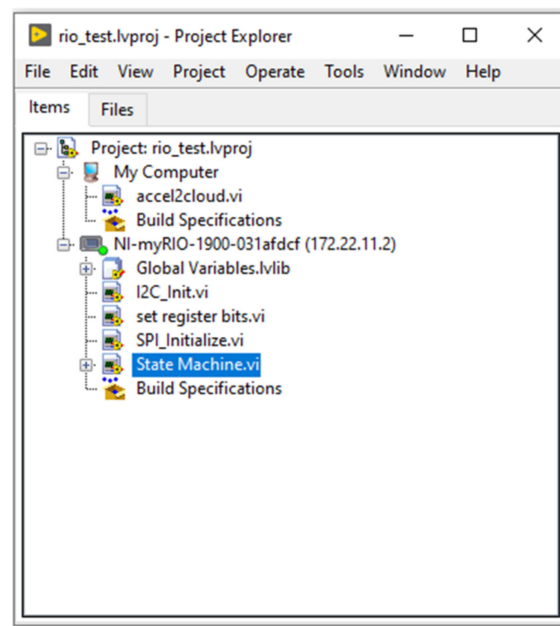 rio_test.lvproj - Project Explorer
File Edit View Project Operate Tools Window Help
Items Files
Project: rio_test.lvproj
My Computer
accel2cloud.vi
Build Specifications
NI-myRIO-1900-031afdcf (172.22.11.2)
Global Variables.lvlib
I2C_Init.vi
set register bits.vi
SPI_Initialize.vi
State Machine.vi
Build Specifications